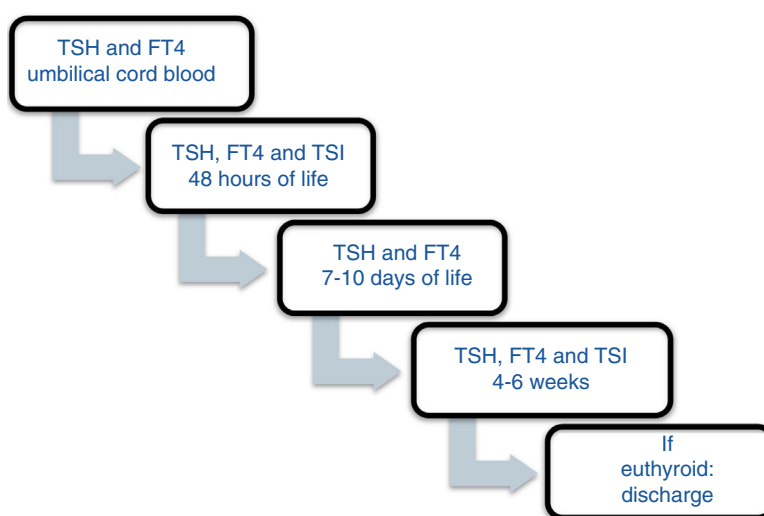 TSH and FT4
umbilical cord blood
TSH, FT4 and TSI
48 hours of life
TSH and FT4
7-10 days of life
TSH, FT4 and TSI
4-6 weeks
If
euthyroid:
discharge